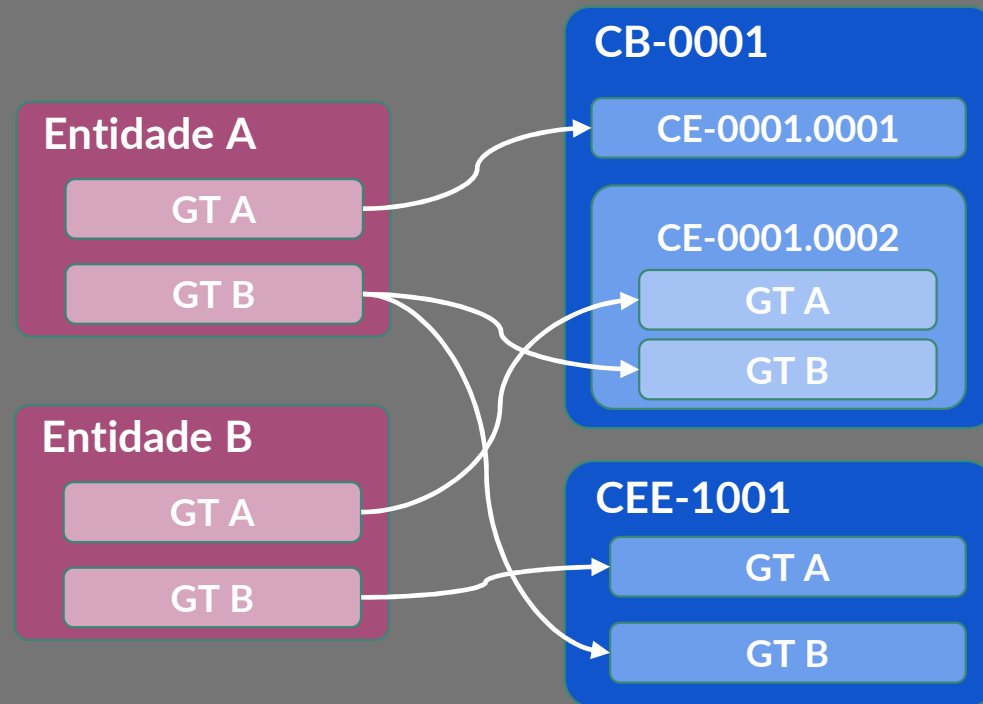 Entidade A
GT A
GT B
Entidade B
GT A
GT B
CB-0001
CE-0001.0001
CE-0001.0002
GT A
GT B
CEE-1001
GT A
GT B